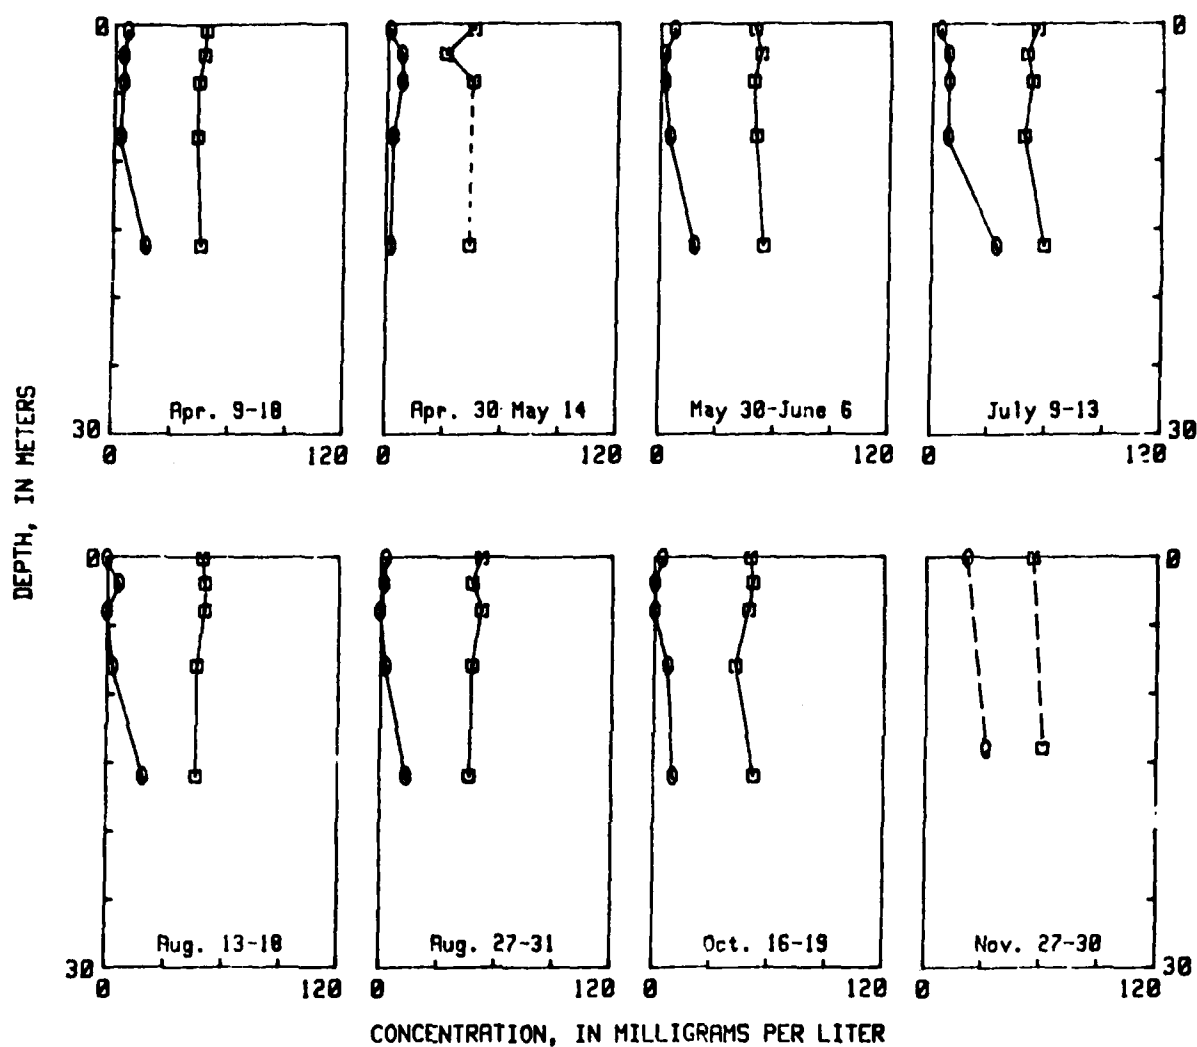 0
0
Apr. 9-18
Apr. 30 May 14
May 30-June 6
July 9-13
30
30
0
120
0
120
0
120
0
120
DEPTH, IN METERS
0
0
Aug. 13-18
Aug. 27-31
Oct. 16-19
Nov. 27-30
30
30
0
120
0
120
0
120
0
120
CONCENTRATION, IN MILLIGRAMS PER LITER